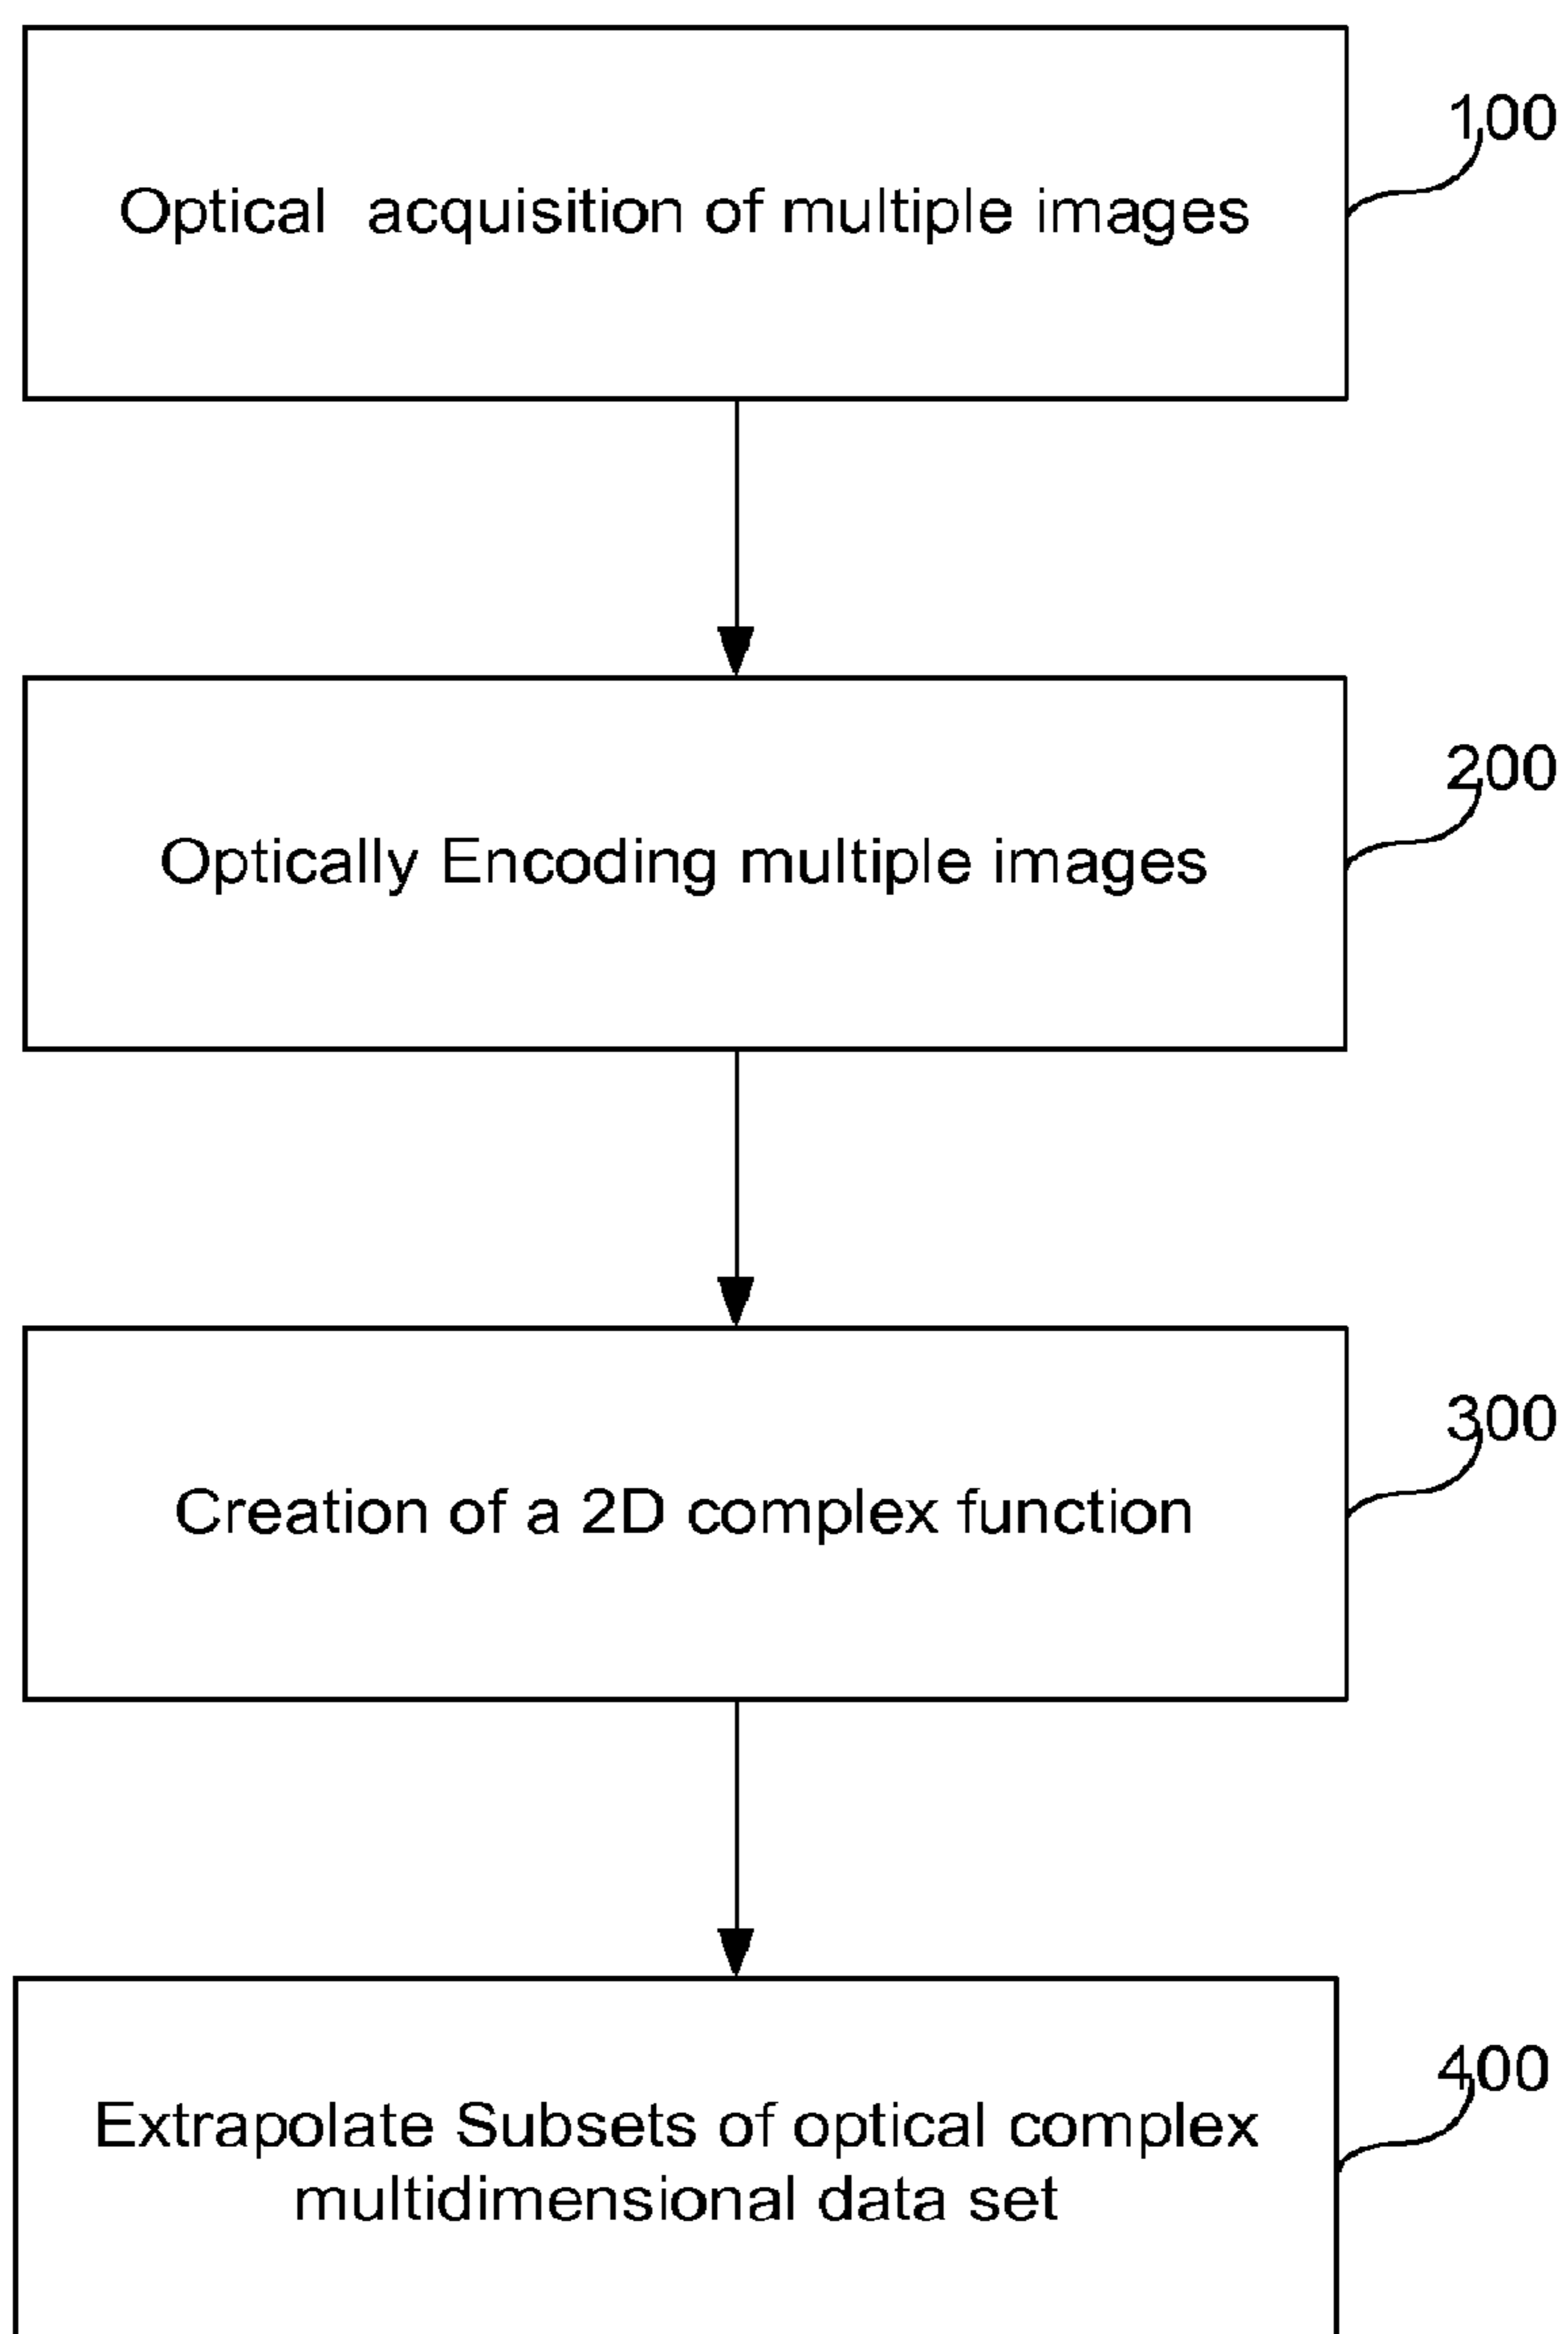 100
Optical acquisition of multiple images
200
Optically Encoding multiple images
300
Creation of a 2D complex function
400
Extrapolate Subsets of optical complex
multidimensional data set